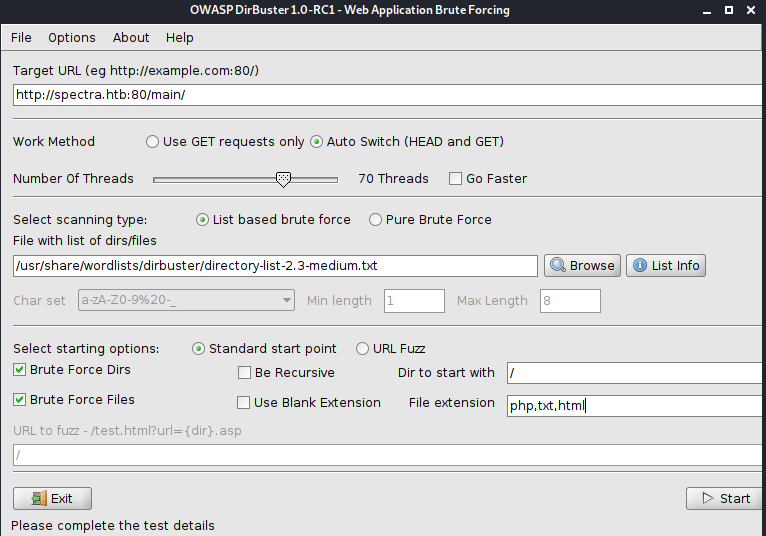 OWASP DirBuster 1.0-RC1 - Web Application Brute Forcing
File Options About Help
Target URL (eg http://example.com:80/)
http://spectra.htb:80/main/
Work Method Use GET requests only Auto Switch (HEAD and GET)
Number Of Threads 70 Threads Go Faster
Select scanning type: List based brute force Pure Brute Force
File with list of dirs/files
/usr/share/wordlists/dirbuster/directory-list-2.3-medium.txt Browse List Info
Char set a-zA-Z0-9%20-_ Min length 1 Max Length 8
Select starting options: Standard start point URL Fuzz
Brute Force Dirs Be Recursive Dir to start with /
Brute Force Files Use Blank Extension File extension php,txt,html
URL to fuzz - /test.html?url={dir}.asp
/
Exit Start
Please complete the test details